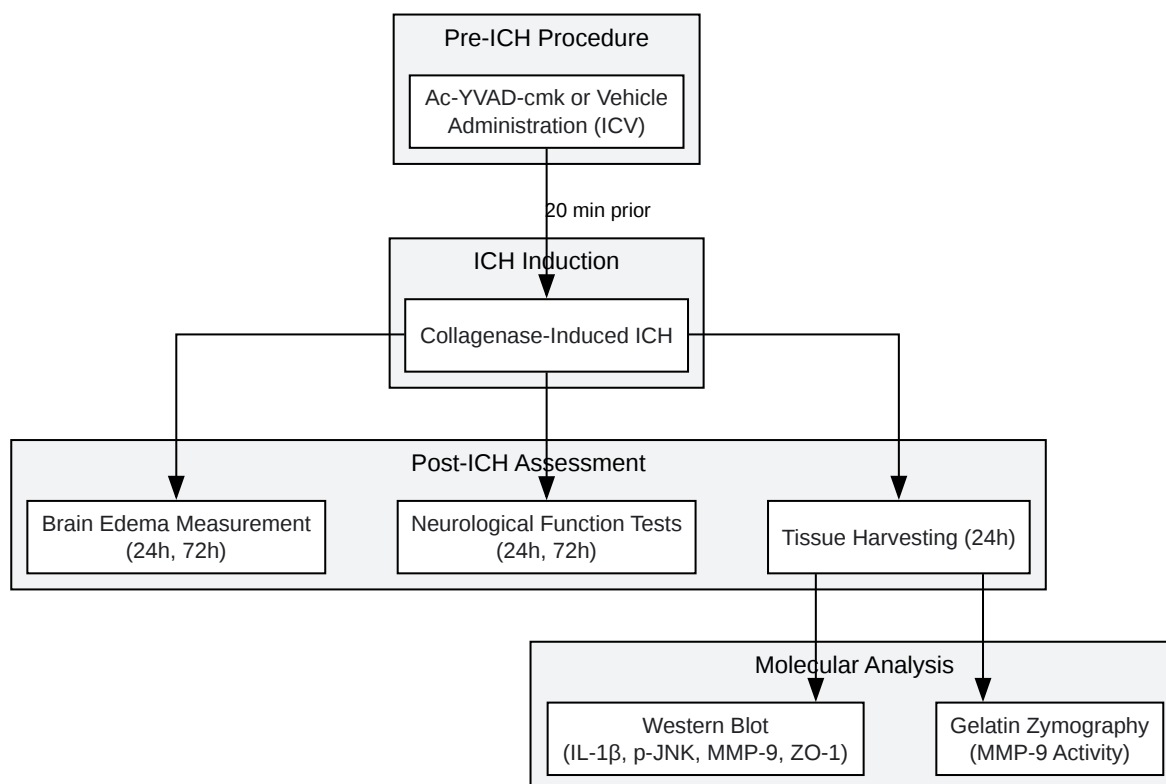 Pre-ICH Procedure
Ac-YVAD-cmk or Vehicle
Administration (ICV)
20 min prior
ICH Induction
Collagenase-Induced ICH
Post-ICH Assessment
Brain Edema Measurement
(24h, 72h)
Neurological Function Tests
(24h, 72h)
Tissue Harvesting (24h)
Molecular Analysis
Western Blot
(IL-1β, p-JNK, MMP-9, ZO-1)
Gelatin Zymography
(MMP-9 Activity)